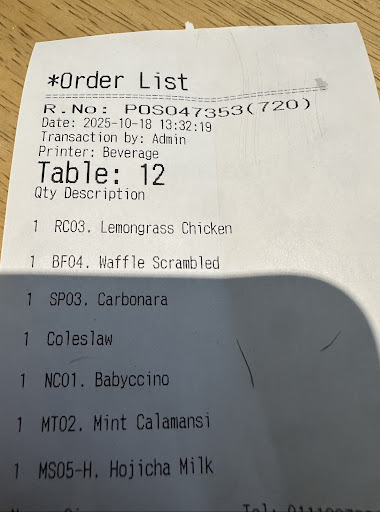 *Order List
R.No: POS047353(720)
Date: 2025-10-18 13:32:19
Transaction by: Admin
Printer: Beverage
Table: 12
Qty Description
1 RC03. Lemongrass Chicken
1 BF04. Waffle Scrambled
1 SP03. Carbonara
1 Coleslaw
1 NC01. Babyccino
1 MT02. Mint Calamansi
1 MS05-H. Hojicha Milk